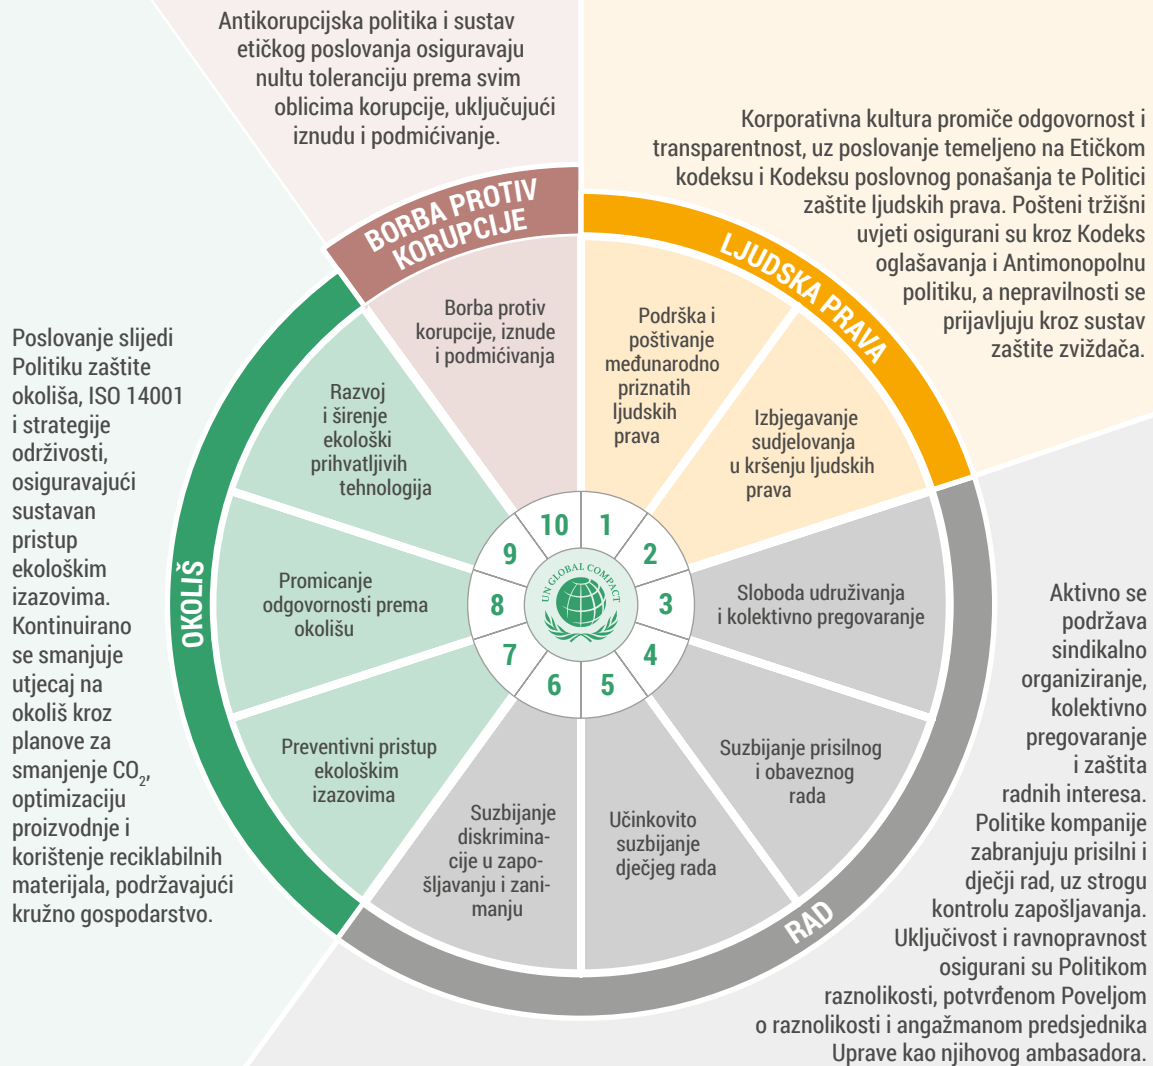 Antikorupcijska politika i sustav
etičkog poslovanja osiguravaju
nultu toleranciju prema svim
oblicima korupcije, uključujući
iznudu i podmićivanje.
Korporativna kultura promiče odgovornost i
transparentnost, uz poslovanje temeljeno na Etičkom
kodeksu i Kodeksu poslovnog ponašanja te Politici
zaštite ljudskih prava. Pošteni tržišni
uvjeti osigurani su kroz Kodeks
oglašavanja i Antimonopolnu
politiku, a nepravilnosti se
prijavljuju kroz sustav
zaštite zviždača.
BORBA PROTIV
KORUPCIJE
LJUDSKA PRAVA
RAD
OKOLIŠ
Podrška i
poštivanje
međunarodno
priznatih
ljudskih
prava
Izbjegavanje
sudjelovanja
u kršenju ljudskih
prava
Sloboda udruživanja
i kolektivno pregovaranje
Suzbijanje prisilnog
i obaveznog
rada
Učinkovito
suzbijanje
dječjeg rada
Suzbijanje
diskrimina-
cije u zapo-
šljavanju i zani-
manju
Preventivni pristup
ekološkim
izazovima
Promicanje
odgovornosti prema
okolišu
Razvoj
i širenje
ekološki
prihvatljivih
tehnologija
Borba protiv
korupcije, iznude
i podmićivanja
1
2
3
4
5
6
7
8
9
10
UN GLOBAL COMPACT
Poslovanje slijedi
Politiku zaštite
okoliša, ISO 14001
i strategije
održivosti,
osiguravajući
sustavan
pristup
ekološkim
izazovima.
Kontinuirano
se smanjuje
utjecaj na
okoliš kroz
planove za
smanjenje CO₂,
optimizaciju
proizvodnje i
korištenje reciklabilnih
materijala, podržavajući
kružno gospodarstvo.
Aktivno se
podržava
sindikalno
organiziranje,
kolektivno
pregovaranje
i zaštita
radnih interesa.
Politike kompanije
zabranjuju prisilni i
dječji rad, uz strogu
kontrolu zapošljavanja.
Uključivost i ravnopravnost
osigurani su Politikom
raznolikosti, potvrđenom Poveljom
o raznolikosti i angažmanom predsjednika
Uprave kao njihovog ambasadora.